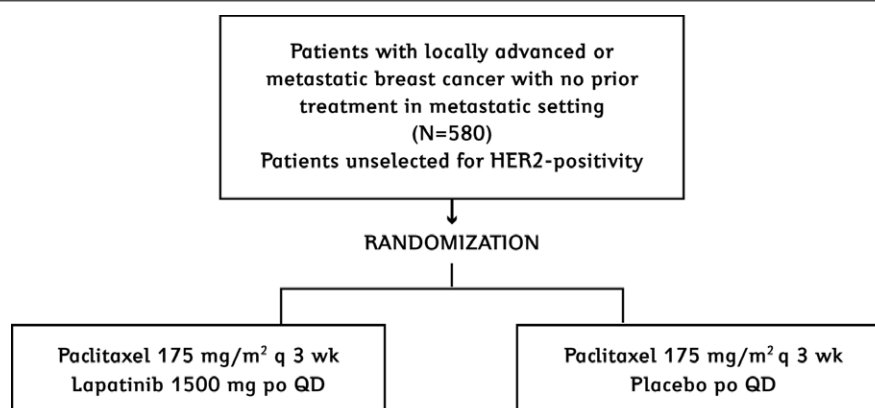 Patients with locally advanced or
metastatic breast cancer with no prior
treatment in metastatic setting
(N=580)
Patients unselected for HER2-positivity
RANDOMIZATION
Paclitaxel 175 mg/m² q 3 wk
Lapatinib 1500 mg po QD
Paclitaxel 175 mg/m² q 3 wk
Placebo po QD